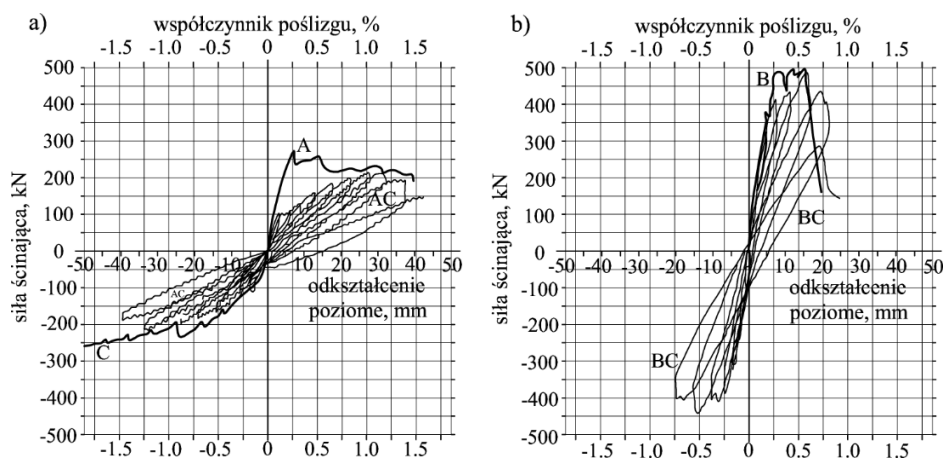 a)
współczynnik poślizgu, %
-1.5 -1.0 -0.5 0 0.5 1.0 1.5
500
400
300
200
100
0
-100
-200
-300
-400
-500
siła ścinająca, kN
A
AC
AC
C
-50 -40 -30 -20 -10 0 10 20 30 40 50
odkształcenie
poziome, mm
1.5 -1.0 -0.5 0 0.5 1.0 1.5
b)
współczynnik poślizgu, %
-1.5 -1.0 -0.5 0 0.5 1.0 1.5
500
400
300
200
100
0
-100
-200
-300
-400
-500
siła ścinająca, kN
B
BC
BC
50 -40 -30 -20 -10 0 10 20 30 40 50
odkształcenie
poziome, mm
1.5 -1.0 -0.5 0 0.5 1.0 1.5